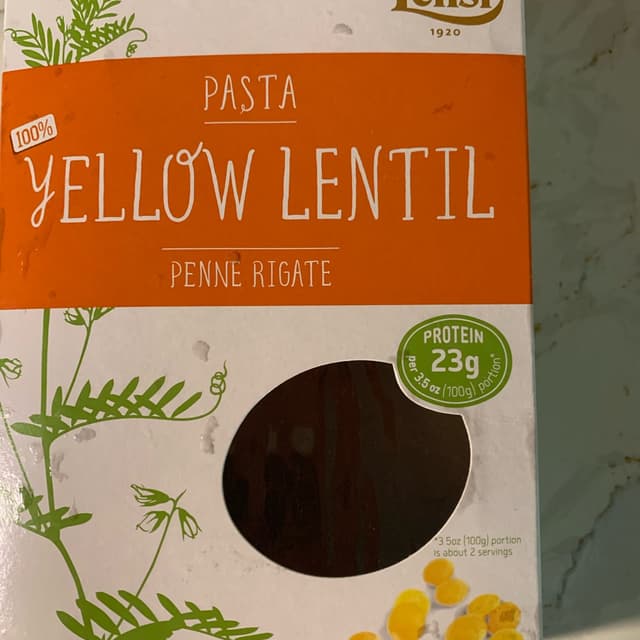 1920
PASTA
100%
YELLOW LENTIL
PENNE RIGATE
PROTEIN
23g
per 3.5 oz (100g) portion*
*3.5oz (100g) portion
is about 2 servings